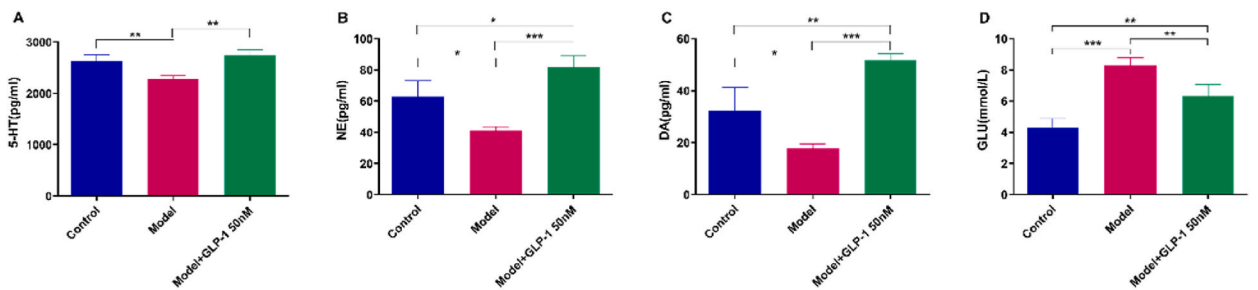 A
5-HT(pg/ml)
3000
2000
1000
0
**
**
Control
Model
Model+GLP-1 50nM
B
NE(pg/ml)
100
80
60
40
20
0
*
*
***
Control
Model
Model+GLP-1 50nM
C
DA(pg/ml)
60
40
20
0
**
*
***
Control
Model
Model+GLP-1 50nM
D
GLU(mmol/L)
10
8
6
4
2
0
**
***
**
Control
Model
Model+GLP-1 50nM